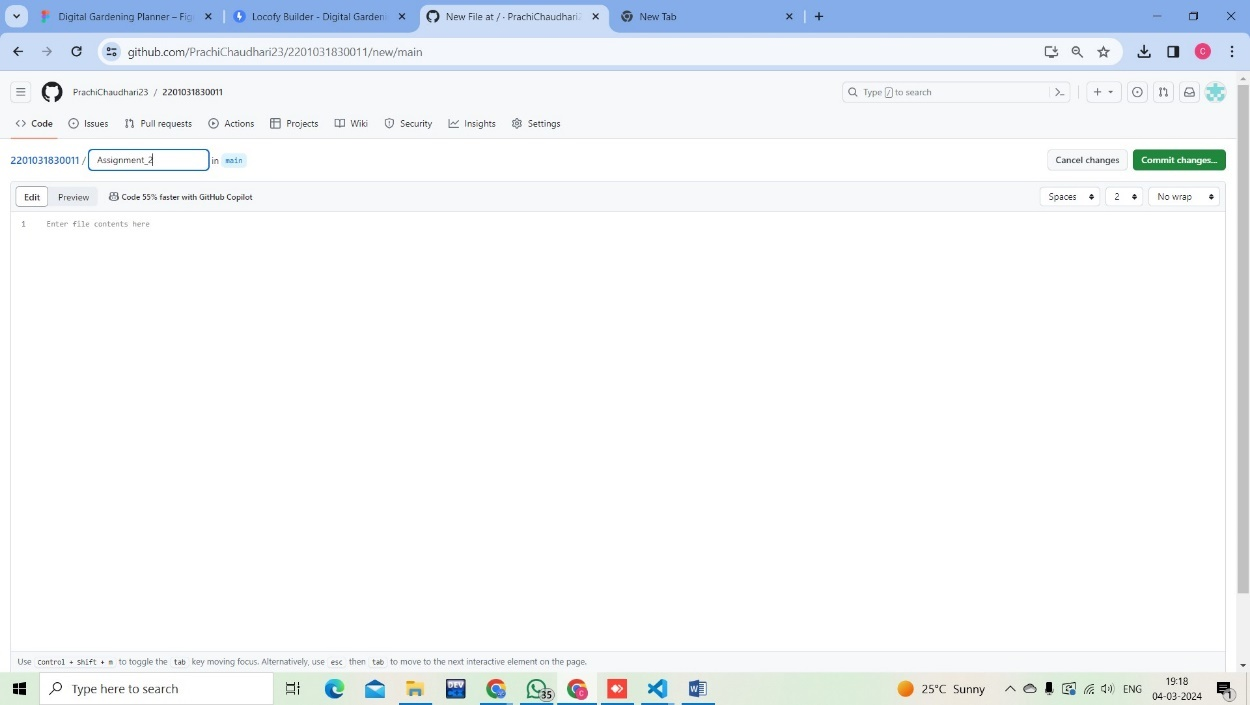 Digital Gardening Planner – Fig
Locofy Builder - Digital Gardeni
New File at / · PrachiChaudhari2
New Tab
github.com/PrachiChaudhari23/2201031830011/new/main
C
PrachiChaudhari23 / 2201031830011
Type / to search
Code Issues Pull requests Actions Projects Wiki Security Insights Settings
2201031830011 / Assignment_2 in main
Cancel changes Commit changes...
Edit Preview Code 55% faster with GitHub Copilot
Spaces 2 No wrap
1 Enter file contents here
Use Control + Shift + m to toggle the tab key moving focus. Alternatively, use esc then tab to move to the next interactive element on the page.
Type here to search
DEV
35
C
25°C Sunny
ENG
19:18
04-03-2024
1